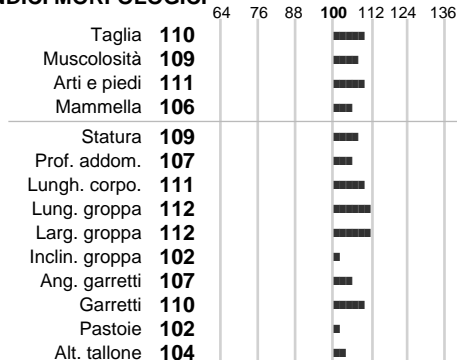 64 76 88 100 112 124 136
Taglia 110
Muscolosità 109
Arti e piedi 111
Mammella 106
Statura 109
Prof. addom. 107
Lungh. corpo. 111
Lung. groppa 112
Larg. groppa 112
Inclin. groppa 102
Ang. garretti 107
Garretti 110
Pastoie 102
Alt. tallone 104